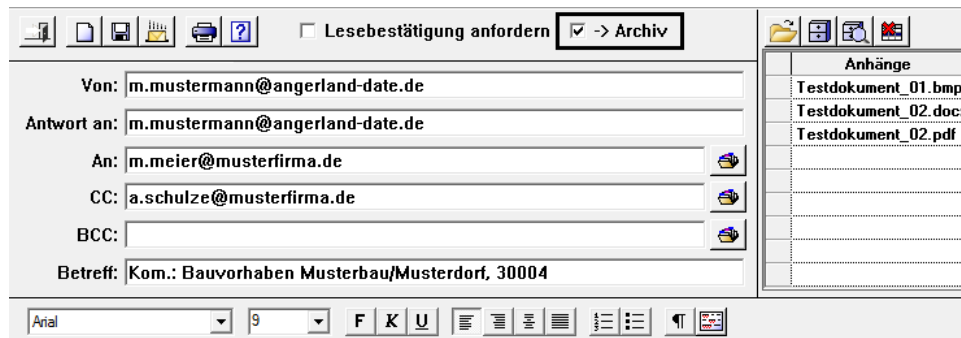 Lesebestätigung anfordern
-> Archiv
Anhänge
Von: m.mustermann@angerland-date.de
Testdokument_01.bmp
Testdokument_02.doc
Antwort an: m.mustermann@angerland-date.de
Testdokument_02.pdf
An: m.meier@musterfirma.de
CC: a.schulze@musterfirma.de
BCC:
Betreff: Kom.: Bauvorhaben Musterbau/Musterdorf, 30004
Arial 9 F K U